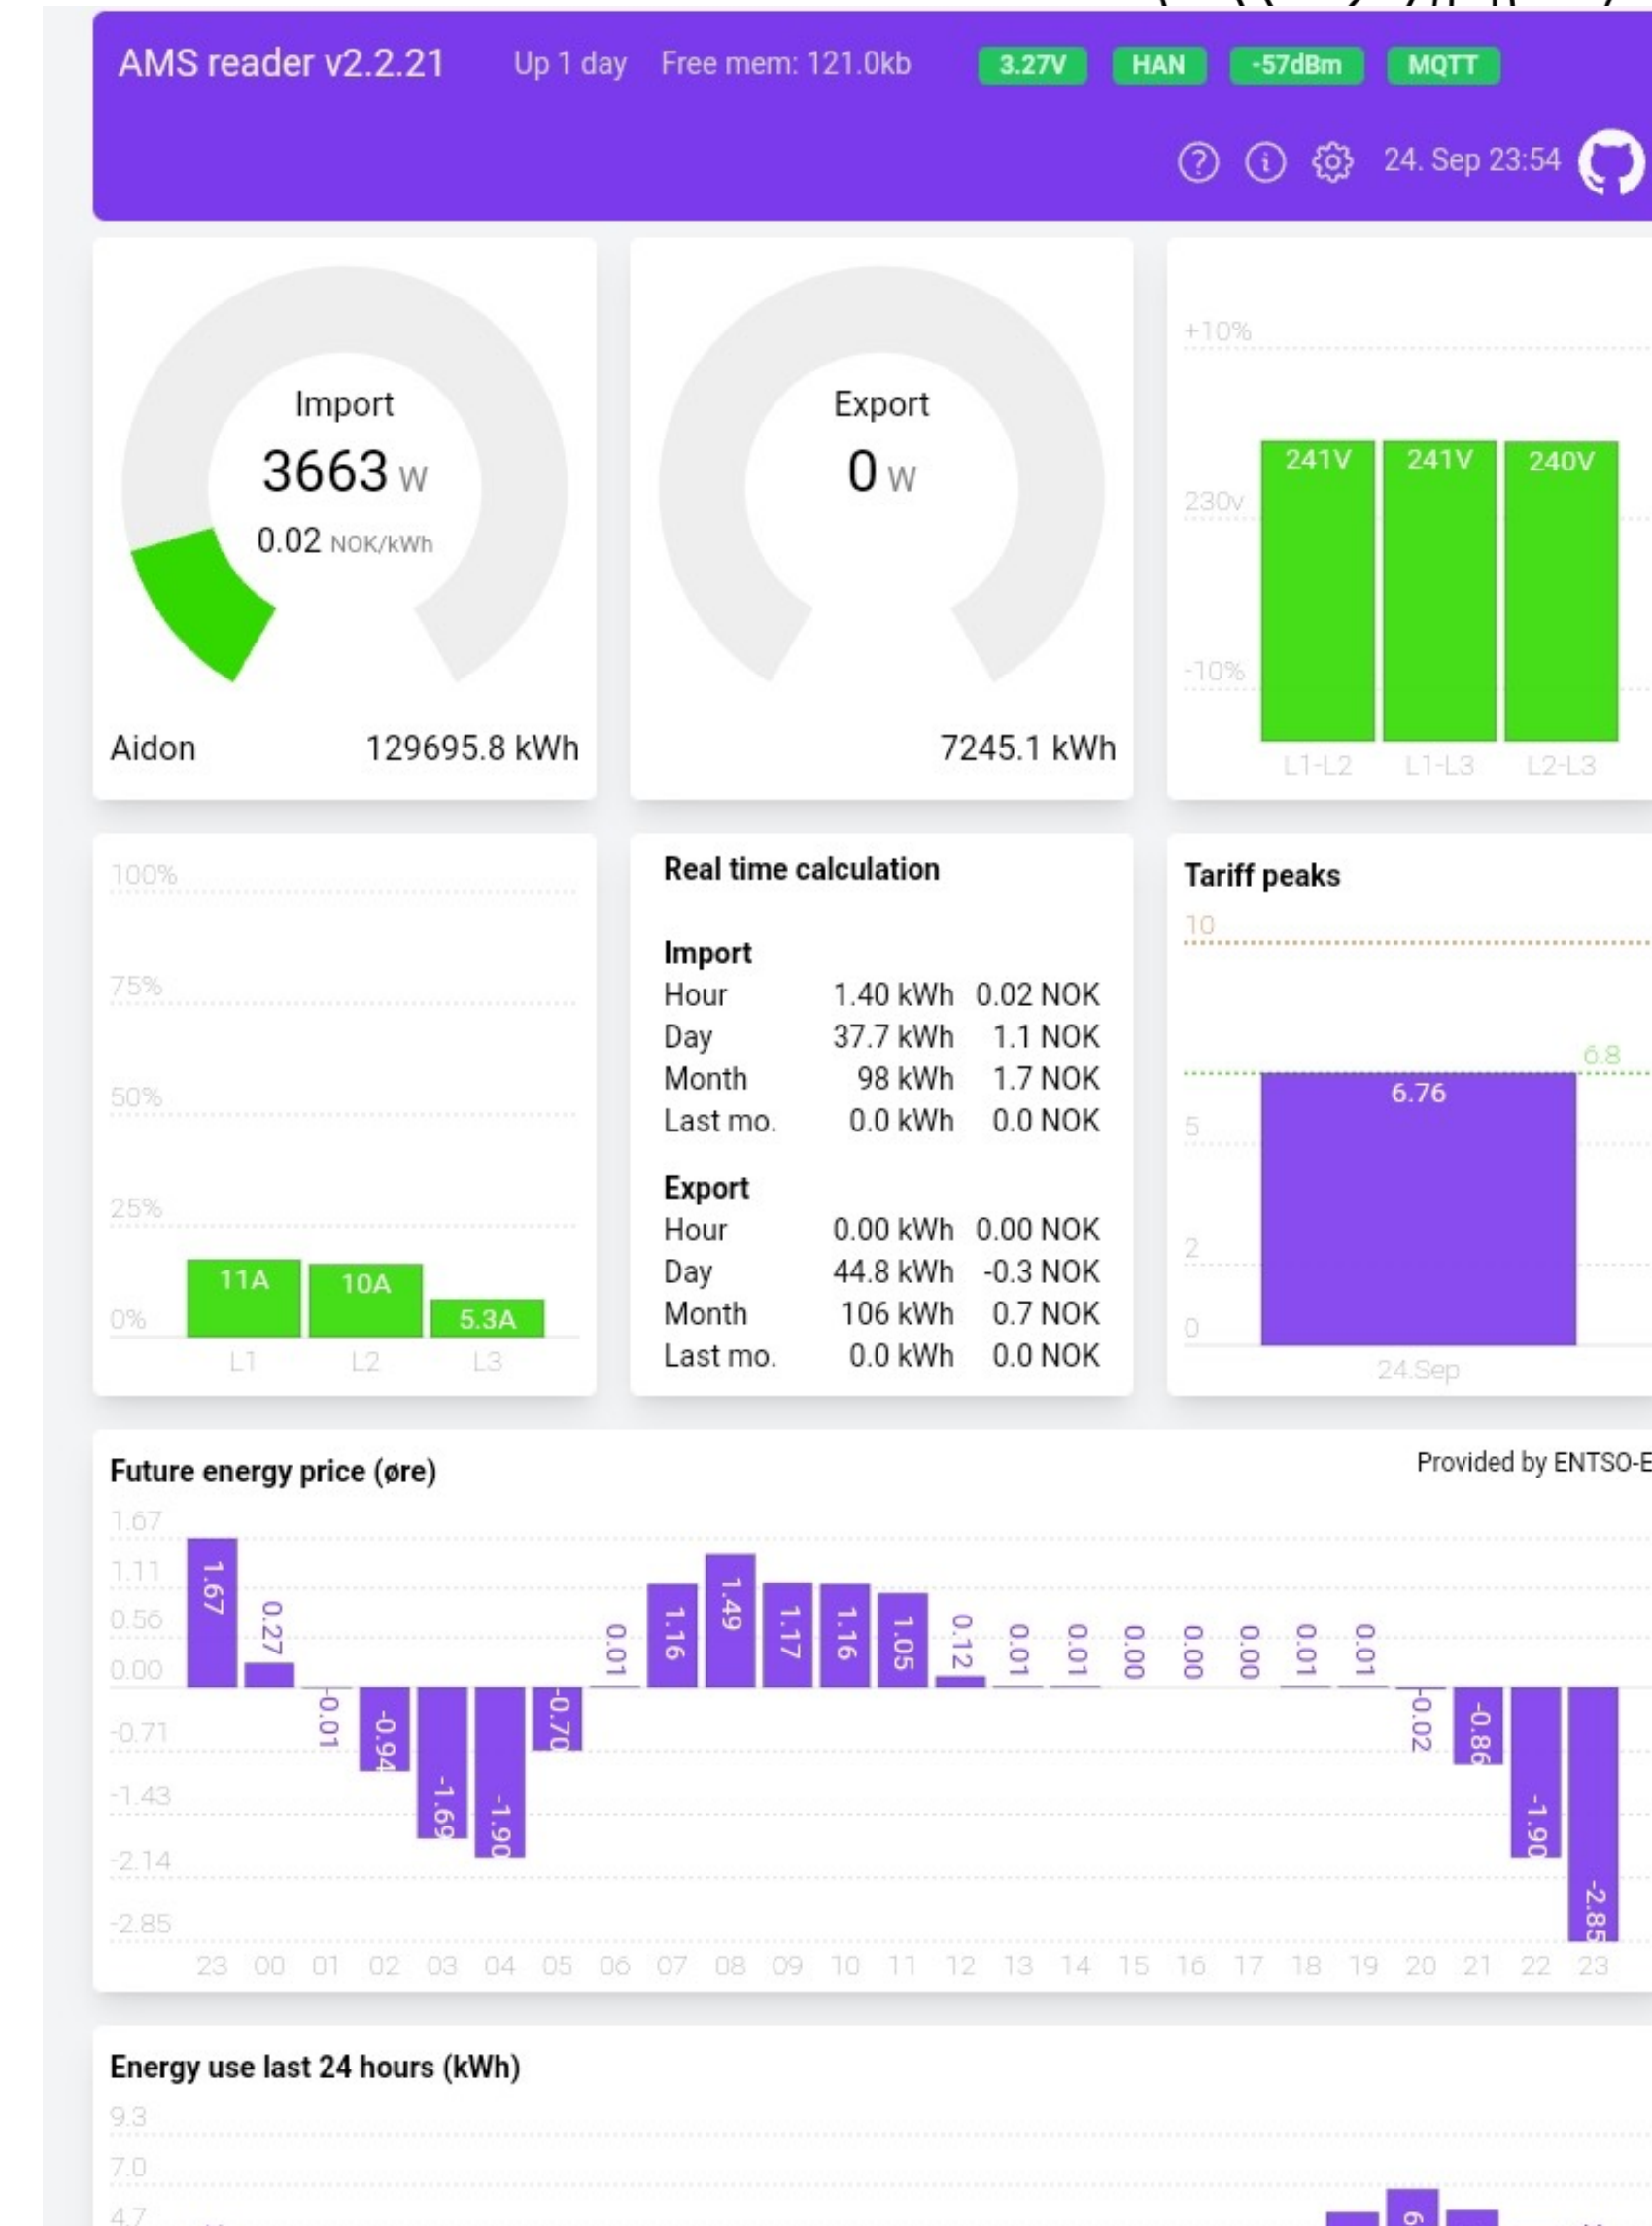 AMS reader v2.2.21 Up 1 day Free mem: 121.0kb 3.27V HAN -57dBm MQTT
24. Sep 23:54
Import
3663 W
0.02 NOK/kWh
Aidon 129695.8 kWh
Export
0 W
7245.1 kWh
+10%
230v
-10%
241V 241V 240V
L1-L2 L1-L3 L2-L3
100%
75%
50%
25%
0%
11A 10A 5.3A
L1 L2 L3
Real time calculation
Import
Hour 1.40 kWh 0.02 NOK
Day 37.7 kWh 1.1 NOK
Month 98 kWh 1.7 NOK
Last mo. 0.0 kWh 0.0 NOK
Export
Hour 0.00 kWh 0.00 NOK
Day 44.8 kWh -0.3 NOK
Month 106 kWh 0.7 NOK
Last mo. 0.0 kWh 0.0 NOK
Tariff peaks
10
6.8
6.76
5
2
0
24.Sep
Future energy price (øre) Provided by ENTSO-E
1.67
1.11
0.56
0.00
-0.71
-1.43
-2.14
-2.85
1.67 0.27 -0.01 -0.94 -1.69 -1.90 -0.70 0.01 1.16 1.49 1.17 1.16 1.05 0.12 0.01 0.01 0.00 0.00 0.00 0.01 0.01 -0.02 -0.86 -1.90 -2.85
23 00 01 02 03 04 05 06 07 08 09 10 11 12 13 14 15 16 17 18 19 20 21 22 23
Energy use last 24 hours (kWh)
9.3
7.0
4.7